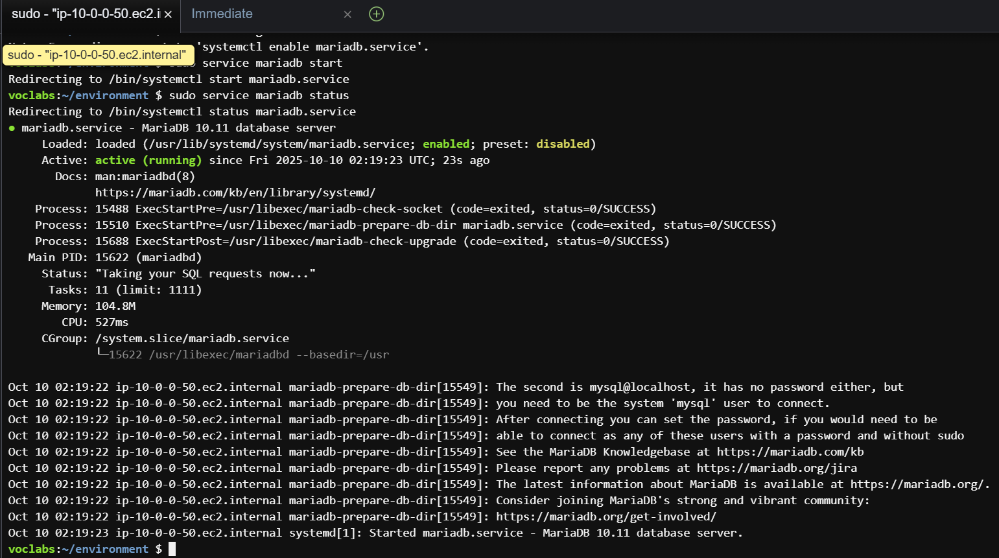 sudo - "ip-10-0-0-50.ec2.i
Immediate
'systemctl enable mariadb.service'.
sudo - "ip-10-0-0-50.ec2.internal"
service mariadb start
Redirecting to /bin/systemctl start mariadb.service
voclabs:~/environment $ sudo service mariadb status
Redirecting to /bin/systemctl status mariadb.service
● mariadb.service - MariaDB 10.11 database server
Loaded: loaded (/usr/lib/systemd/system/mariadb.service; enabled; preset: disabled)
Active: active (running) since Fri 2025-10-10 02:19:23 UTC; 23s ago
Docs: man:mariadbd(8)
https://mariadb.com/kb/en/library/systemd/
Process: 15488 ExecStartPre=/usr/libexec/mariadb-check-socket (code=exited, status=0/SUCCESS)
Process: 15510 ExecStartPre=/usr/libexec/mariadb-prepare-db-dir mariadb.service (code=exited, status=0/SUCCESS)
Process: 15688 ExecStartPost=/usr/libexec/mariadb-check-upgrade (code=exited, status=0/SUCCESS)
Main PID: 15622 (mariadbd)
Status: "Taking your SQL requests now..."
Tasks: 11 (limit: 1111)
Memory: 104.8M
CPU: 527ms
CGroup: /system.slice/mariadb.service
└─15622 /usr/libexec/mariadbd --basedir=/usr
Oct 10 02:19:22 ip-10-0-0-50.ec2.internal mariadb-prepare-db-dir[15549]: The second is mysql@localhost, it has no password either, but
Oct 10 02:19:22 ip-10-0-0-50.ec2.internal mariadb-prepare-db-dir[15549]: you need to be the system 'mysql' user to connect.
Oct 10 02:19:22 ip-10-0-0-50.ec2.internal mariadb-prepare-db-dir[15549]: After connecting you can set the password, if you would need to be
Oct 10 02:19:22 ip-10-0-0-50.ec2.internal mariadb-prepare-db-dir[15549]: able to connect as any of these users with a password and without sudo
Oct 10 02:19:22 ip-10-0-0-50.ec2.internal mariadb-prepare-db-dir[15549]: See the MariaDB Knowledgebase at https://mariadb.com/kb
Oct 10 02:19:22 ip-10-0-0-50.ec2.internal mariadb-prepare-db-dir[15549]: Please report any problems at https://mariadb.org/jira
Oct 10 02:19:22 ip-10-0-0-50.ec2.internal mariadb-prepare-db-dir[15549]: The latest information about MariaDB is available at https://mariadb.org/.
Oct 10 02:19:22 ip-10-0-0-50.ec2.internal mariadb-prepare-db-dir[15549]: Consider joining MariaDB's strong and vibrant community:
Oct 10 02:19:22 ip-10-0-0-50.ec2.internal mariadb-prepare-db-dir[15549]: https://mariadb.org/get-involved/
Oct 10 02:19:23 ip-10-0-0-50.ec2.internal systemd[1]: Started mariadb.service - MariaDB 10.11 database server.
voclabs:~/environment $